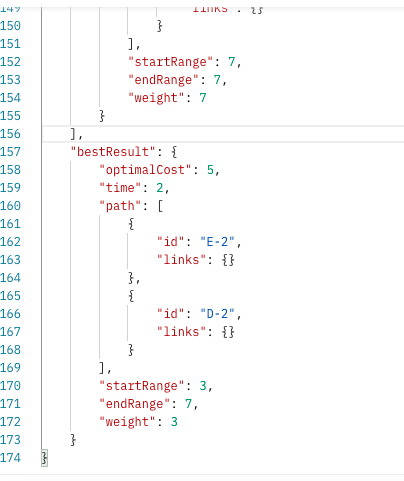 149 "links": {}
150 }
151 ],
152 "startRange": 7,
153 "endRange": 7,
154 "weight": 7
155 }
156 ],
157 "bestResult": {
158 "optimalCost": 5,
159 "time": 2,
160 "path": [
161 {
162 "id": "E-2",
163 "links": {}
164 },
165 {
166 "id": "D-2",
167 "links": {}
168 }
169 ],
170 "startRange": 3,
171 "endRange": 7,
172 "weight": 3
173 }
174 }